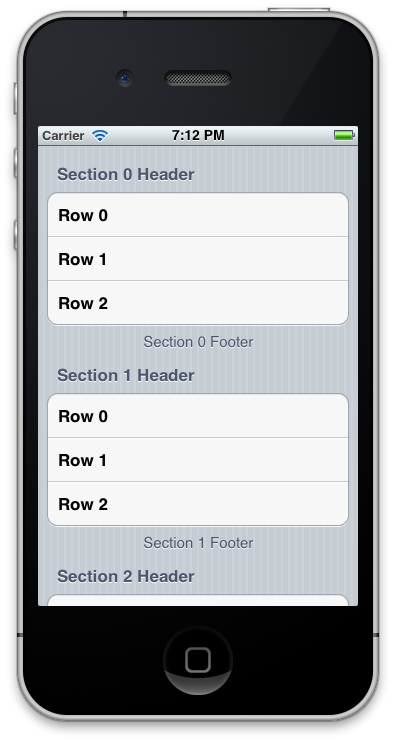 Carrier 7:12 PM
Section 0 Header
Row 0
Row 1
Row 2
Section 0 Footer
Section 1 Header
Row 0
Row 1
Row 2
Section 1 Footer
Section 2 Header